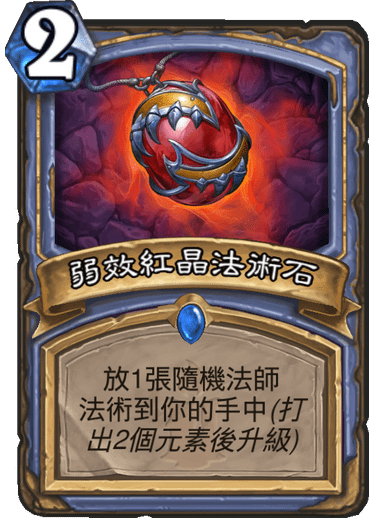 2
弱效紅晶法術石
放1張隨機法師
法術到你的手中(打
出2個元素後升級)